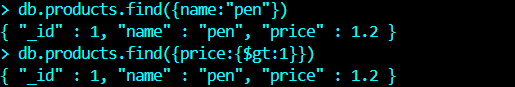 > db.products.find({name:"pen"})
{ "_id" : 1, "name" : "pen", "price" : 1.2 }
> db.products.find({price:{$gt:1}})
{ "_id" : 1, "name" : "pen", "price" : 1.2 }